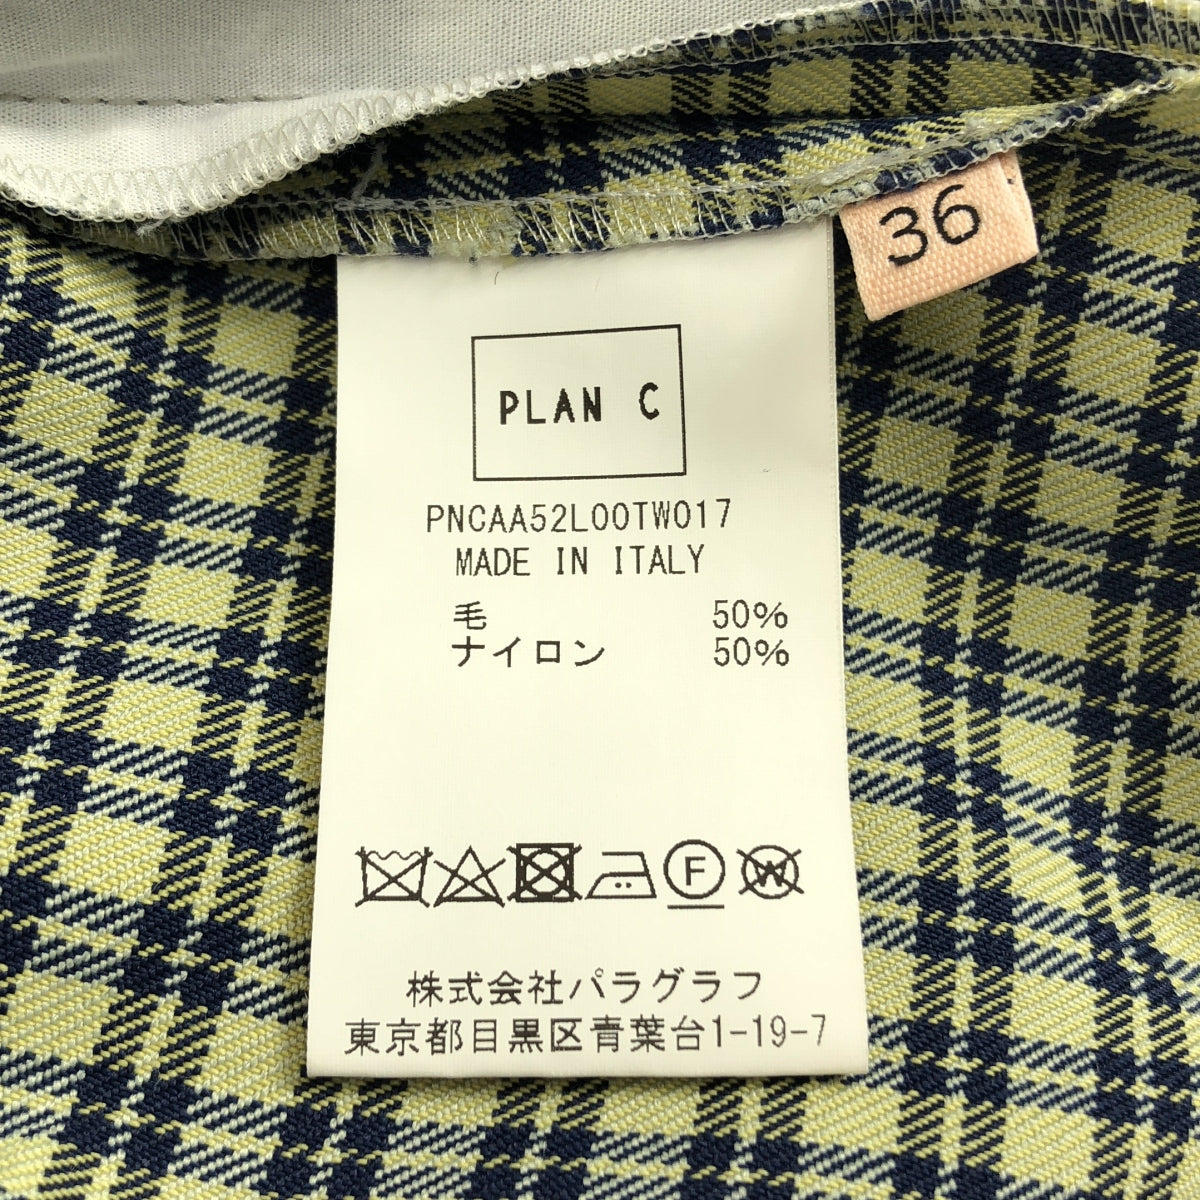 36
PLAN C
PNCAA52L00TW017
MADE IN ITALY
毛 50%
ナイロン 50%
F W
株式会社パラグラフ
東京都目黒区青葉台1-19-7